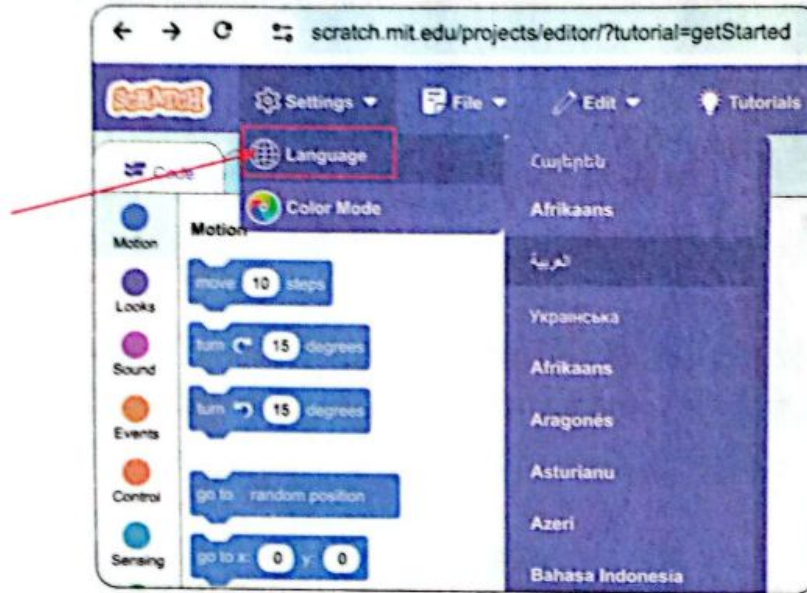 scratch.mit.edu/projects/editor/?tutorial=getStarted
SCRATCH Settings File Edit Tutorials
Language
Color Mode
Code
Motion
Looks
Sound
Events
Control
Sensing
Motion
move 10 steps
turn 15 degrees
turn 15 degrees
go to random position
go to x: 0 y: 0
Հայերեն
Afrikaans
العربية
Українська
Afrikaans
Aragonés
Asturianu
Azeri
Bahasa Indonesia